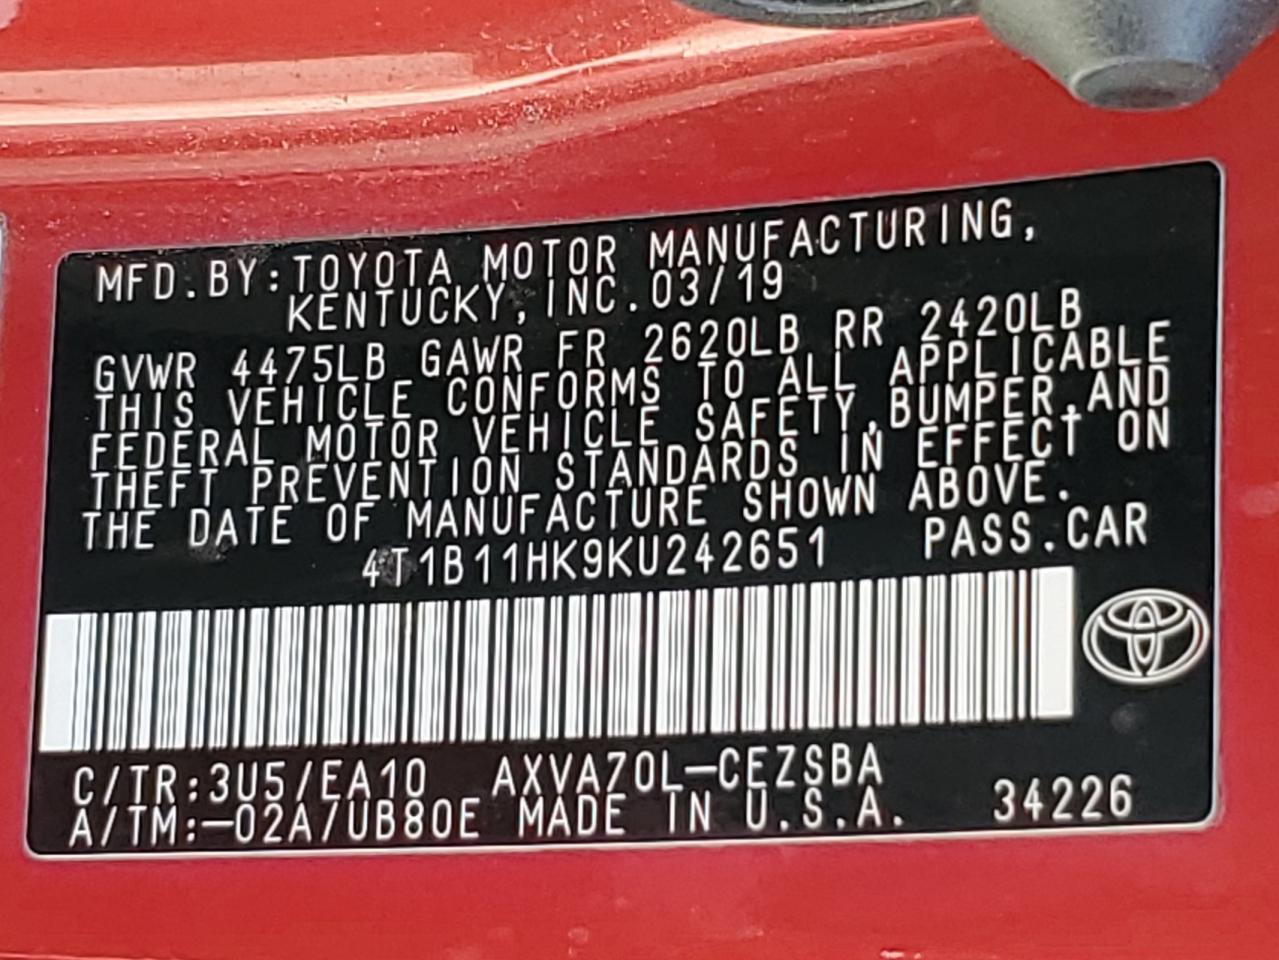 MFD.BY:TOYOTA MOTOR MANUFACTURING,
KENTUCKY, INC. 03/19
GVWR 4475LB GAWR FR 2620LB RR 2420LB
THIS VEHICLE CONFORMS TO ALL APPLICABLE
FEDERAL MOTOR VEHICLE SAFETY,BUMPER,AND
THEFT PREVENTION STANDARDS IN EFFECT ON
THE DATE OF MANUFACTURE SHOWN ABOVE.
4T1B11HK9KU242651 PASS.CAR
C/TR:3U5/EA10 AXVA70L-CEZSBA
A/TM:-02A/UB80E MADE IN U.S.A. 34226